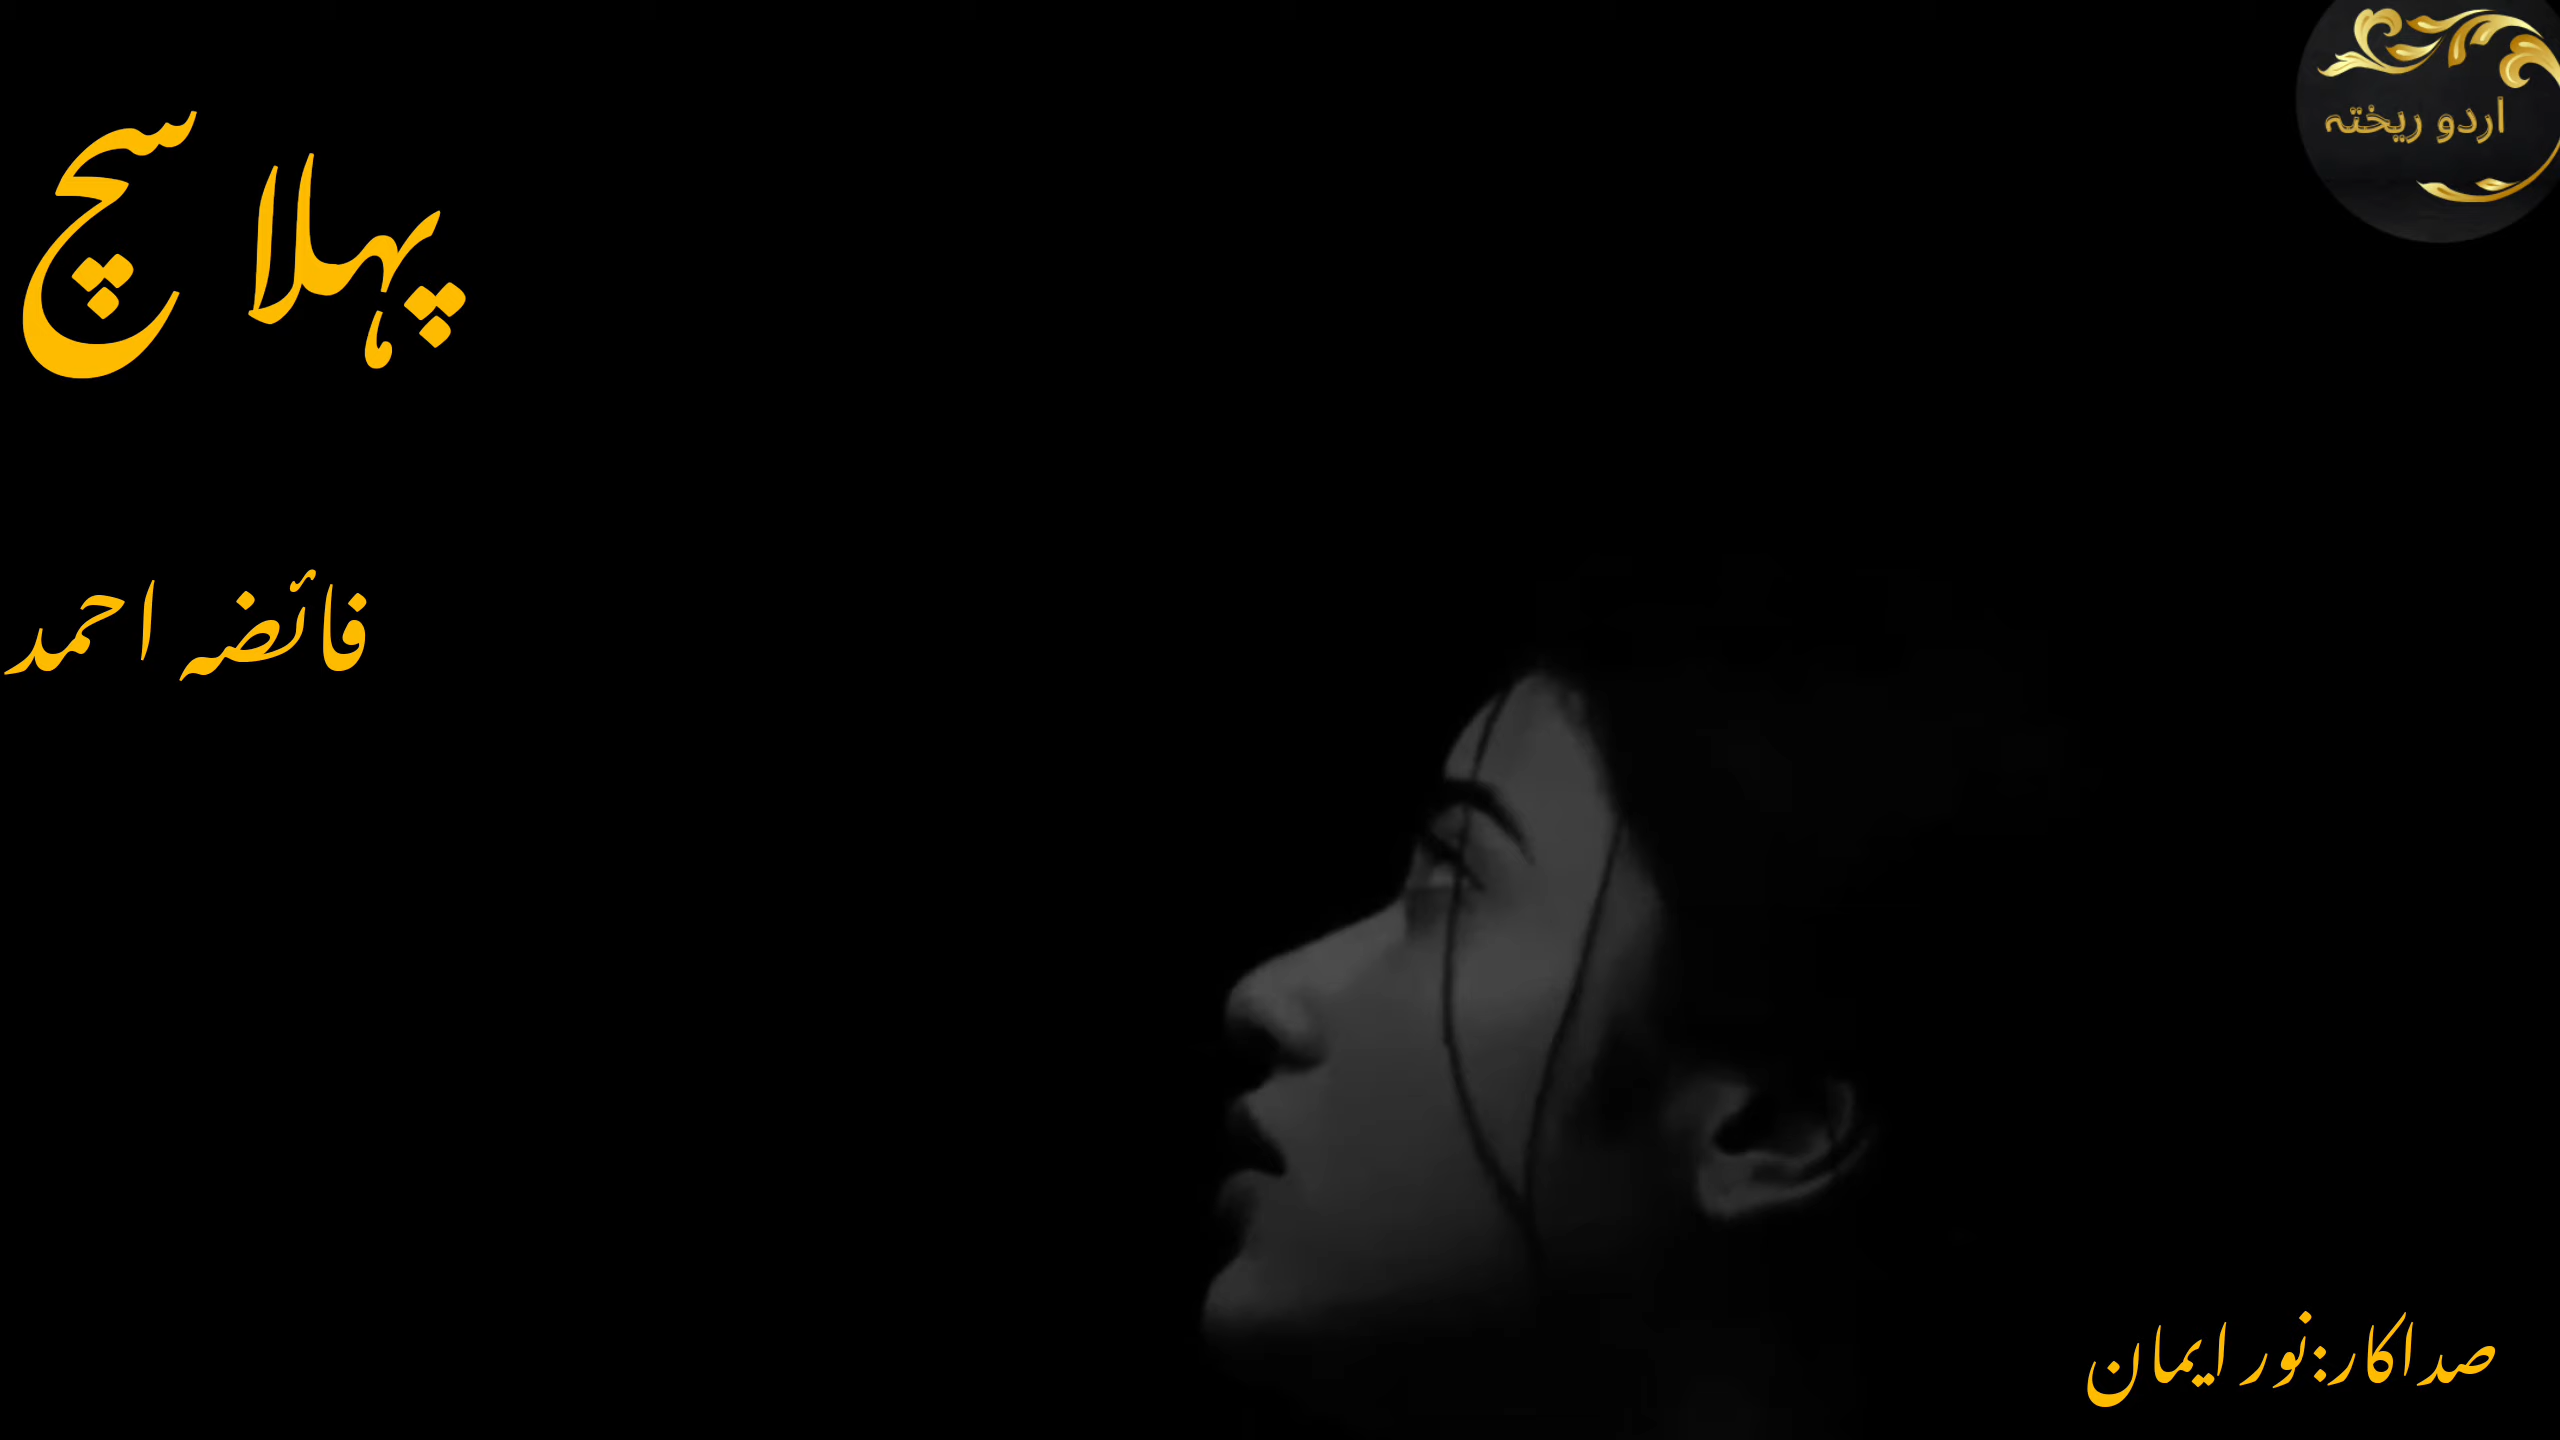 اردو ریختہ
پہلا سچ
فائضہ احمد
صداکار:نور ایمان